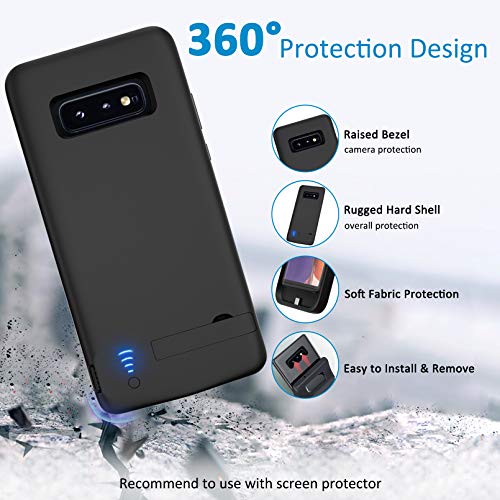 360° Protection Design
Raised Bezel
camera protection
Rugged Hard Shell
overall protection
Soft Fabric Protection
Easy to Install & Remove
Recommend to use with screen protector